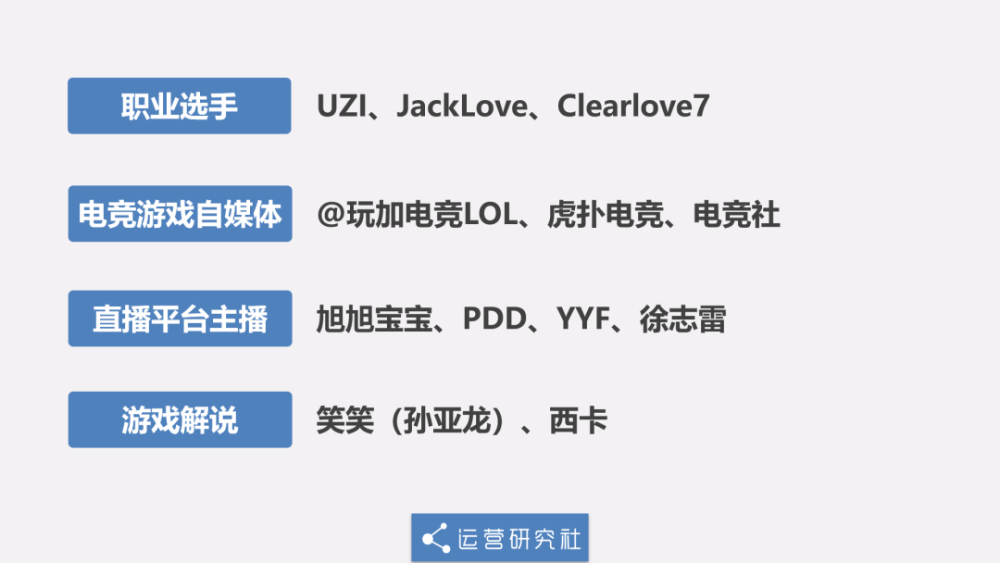 职业选手 UZI、JackLove、Clearlove7
电竞游戏自媒体 @玩加电竞LOL、虎扑电竞、电竞社
直播平台主播 旭旭宝宝、PDD、YYF、徐志雷
游戏解说 笑笑（孙亚龙）、西卡
运营研究社